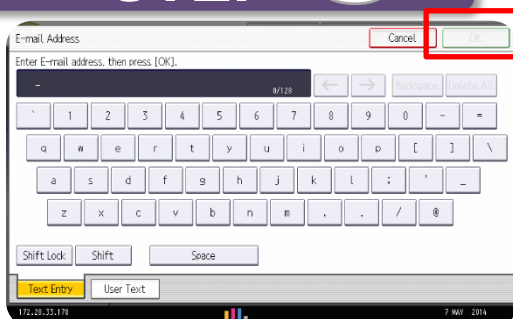 E-mail Address Cancel OK
Enter E-mail address, then press [OK].
_ 0/128 ← → Backspace Delete All
` 1 2 3 4 5 6 7 8 9 0 - =
q w e r t y u i o p [ ] \
a s d f g h j k l ; ' _
z x c v b n m , . / @
Shift Lock Shift Space
Text Entry User Text
172.28.33.178 7 MAY 2014